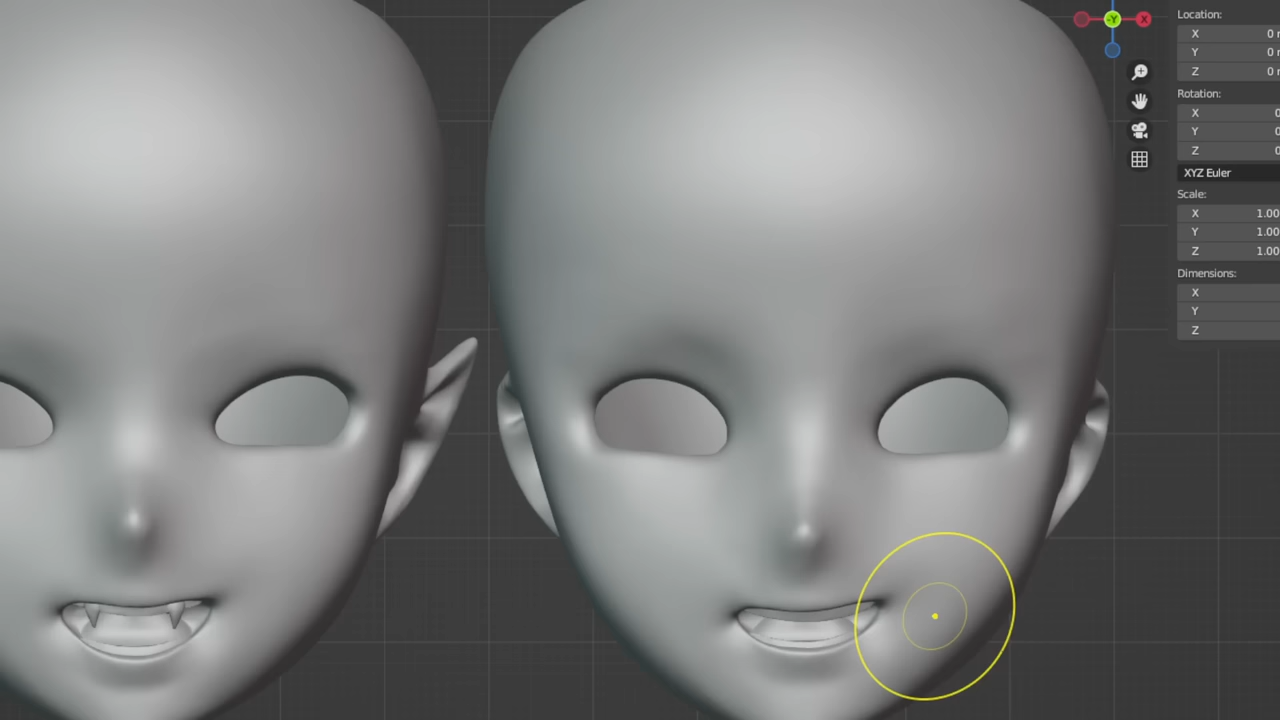 -Y X
Location:
X 0
Y 0
Z 0
Rotation:
X 0
Y 0
Z 0
XYZ Euler
Scale:
X 1.00
Y 1.00
Z 1.00
Dimensions:
X
Y
Z